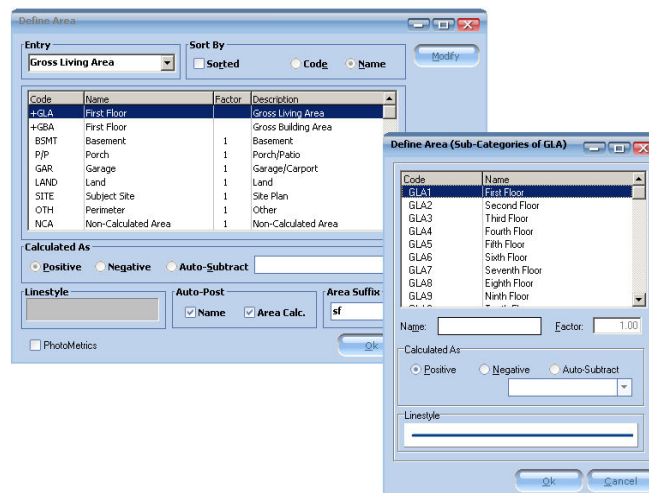 Define Area
Entry
Gross Living Area
Sort By
Sorted
Code
Name
Modify
Code Name Factor Description
+GLA First Floor Gross Living Area
+GBA First Floor Gross Building Area
BSMT Basement 1 Basement
P/P Porch 1 Porch/Patio
GAR Garage 1 Garage/Carport
LAND Land 1 Land
SITE Subject Site 1 Site Plan
OTH Perimeter 1 Other
NCA Non-Calculated Area 1 Non-Calculated Area
Calculated As
Positive Negative Auto-Subtract
Linestyle
Auto-Post
Name Area Calc.
Area Suffix
sf
PhotoMetrics
Ok
Define Area (Sub-Categories of GLA)
Code Name
GLA1 First Floor
GLA2 Second Floor
GLA3 Third Floor
GLA4 Fourth Floor
GLA5 Fifth Floor
GLA6 Sixth Floor
GLA7 Seventh Floor
GLA8 Eighth Floor
GLA9 Ninth Floor
Name: Factor: 1.00
Calculated As
Positive Negative Auto-Subtract
Linestyle
Ok Cancel